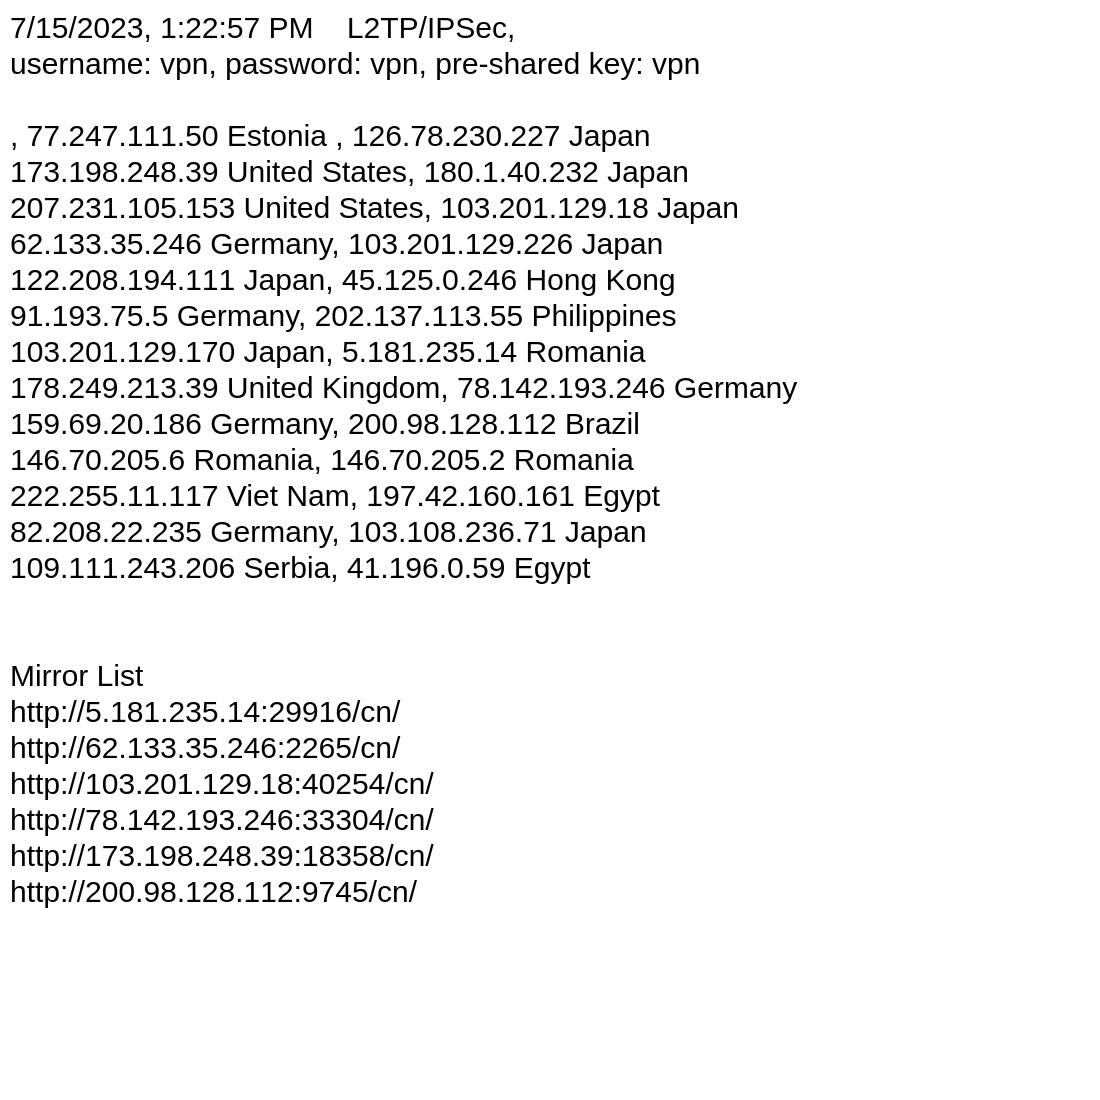 7/15/2023, 1:22:57 PM    L2TP/IPSec,
username: vpn, password: vpn, pre-shared key: vpn
, 77.247.111.50 Estonia , 126.78.230.227 Japan
173.198.248.39 United States, 180.1.40.232 Japan
207.231.105.153 United States, 103.201.129.18 Japan
62.133.35.246 Germany, 103.201.129.226 Japan
122.208.194.111 Japan, 45.125.0.246 Hong Kong
91.193.75.5 Germany, 202.137.113.55 Philippines
103.201.129.170 Japan, 5.181.235.14 Romania
178.249.213.39 United Kingdom, 78.142.193.246 Germany
159.69.20.186 Germany, 200.98.128.112 Brazil
146.70.205.6 Romania, 146.70.205.2 Romania
222.255.11.117 Viet Nam, 197.42.160.161 Egypt
82.208.22.235 Germany, 103.108.236.71 Japan
109.111.243.206 Serbia, 41.196.0.59 Egypt
Mirror List
http://5.181.235.14:29916/cn/
http://62.133.35.246:2265/cn/
http://103.201.129.18:40254/cn/
http://78.142.193.246:33304/cn/
http://173.198.248.39:18358/cn/
http://200.98.128.112:9745/cn/